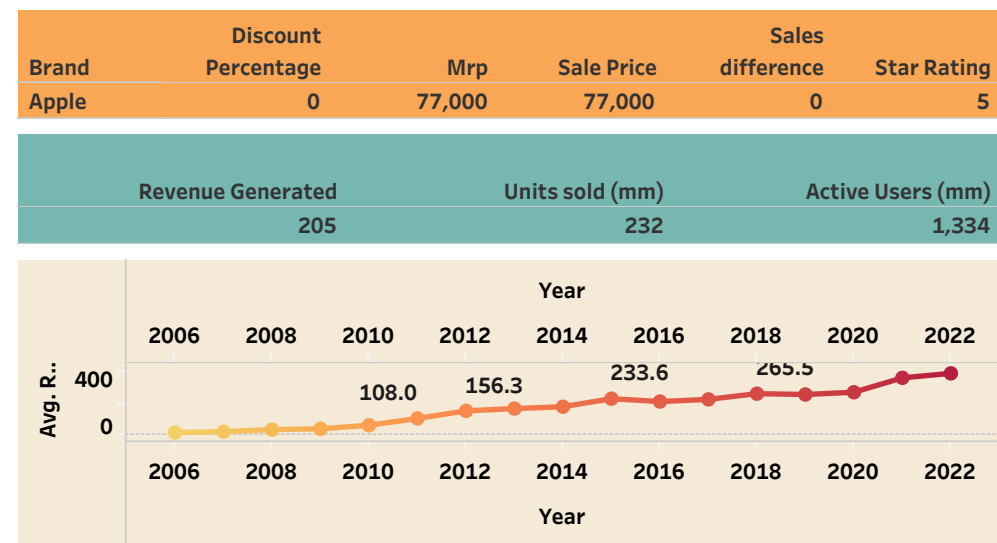 Discount Sales
Brand Percentage Mrp Sale Price difference Star Rating
Apple 0 77,000 77,000 0 5
Revenue Generated Units sold (mm) Active Users (mm)
205 232 1,334
Year
2006 2008 2010 2012 2014 2016 2018 2020 2022
Avg. R..
400
0
108.0 156.3 233.6 265.5
2006 2008 2010 2012 2014 2016 2018 2020 2022
Year